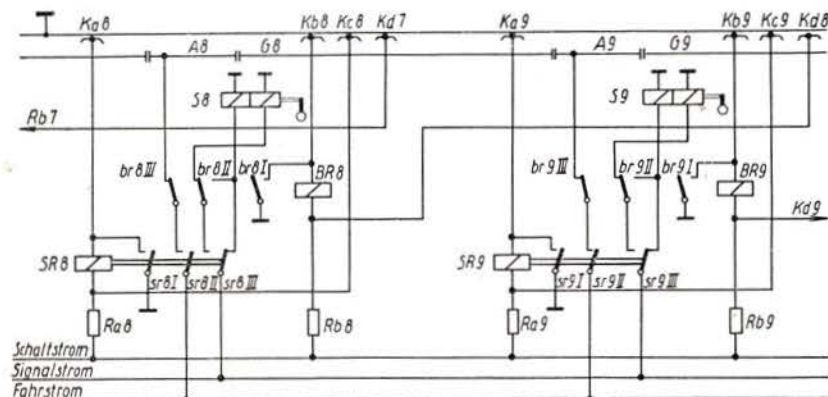 Ka8 Kb8 Kc8 Kd7 Ka9 Kb9 Kc9 Kd8
A8 G8 A9 G9
S8 S9
Rb7
br8III br8II br8I BR8 br9III br9II br9I BR9
Kd9
SR8 sr8I sr8II sr8III SR9 sr9I sr9II sr9III
Ra8 Rb8 Ra9 Rb9
Schaltstrom
Signalstrom
Fahrstrom